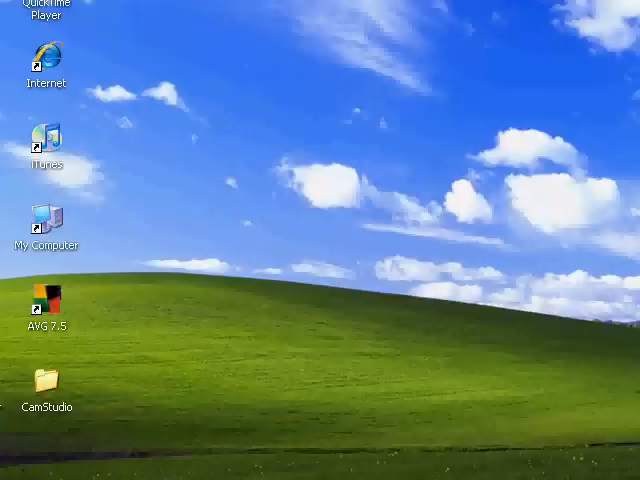 QuickTime
Player
Internet
iTunes
My Computer
AVG 7.5
CamStudio